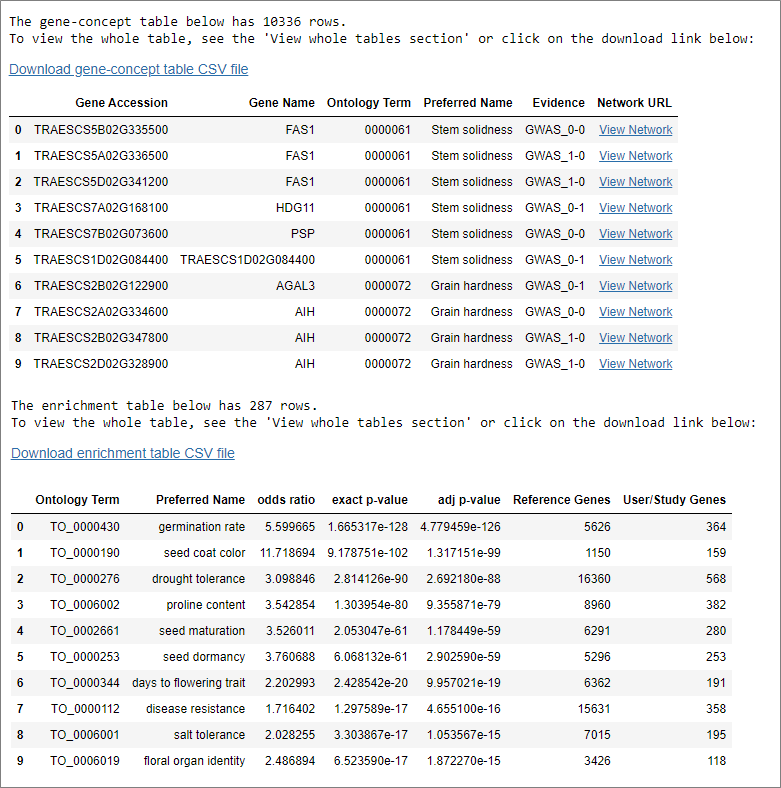 The gene-concept table below has 10336 rows.
To view the whole table, see the 'View whole tables section' or click on the download link below:
Download gene-concept table CSV file
Gene Accession Gene Name Ontology Term Preferred Name Evidence Network URL
0 TRAESCS5B02G335500 FAS1 0000061 Stem solidness GWAS_0-0 View Network
1 TRAESCS5A02G336500 FAS1 0000061 Stem solidness GWAS_1-0 View Network
2 TRAESCS5D02G341200 FAS1 0000061 Stem solidness GWAS_1-0 View Network
3 TRAESCS7A02G168100 HDG11 0000061 Stem solidness GWAS_0-1 View Network
4 TRAESCS7B02G073600 PSP 0000061 Stem solidness GWAS_0-0 View Network
5 TRAESCS1D02G084400 TRAESCS1D02G084400 0000061 Stem solidness GWAS_0-1 View Network
6 TRAESCS2B02G122900 AGAL3 0000072 Grain hardness GWAS_0-1 View Network
7 TRAESCS2A02G334600 AIH 0000072 Grain hardness GWAS_0-0 View Network
8 TRAESCS2B02G347800 AIH 0000072 Grain hardness GWAS_1-0 View Network
9 TRAESCS2D02G328900 AIH 0000072 Grain hardness GWAS_1-0 View Network
The enrichment table below has 287 rows.
To view the whole table, see the 'View whole tables section' or click on the download link below:
Download enrichment table CSV file
Ontology Term Preferred Name odds ratio exact p-value adj p-value Reference Genes User/Study Genes
0 TO_0000430 germination rate 5.599665 1.665317e-128 4.779459e-126 5626 364
1 TO_0000190 seed coat color 11.718694 9.178751e-102 1.317151e-99 1150 159
2 TO_0000276 drought tolerance 3.098846 2.814126e-90 2.692180e-88 16360 568
3 TO_0006002 proline content 3.542854 1.303954e-80 9.355871e-79 8960 382
4 TO_0002661 seed maturation 3.526011 2.053047e-61 1.178449e-59 6291 280
5 TO_0000253 seed dormancy 3.760688 6.068132e-61 2.902590e-59 5296 253
6 TO_0000344 days to flowering trait 2.202993 2.428542e-20 9.957021e-19 6362 191
7 TO_0000112 disease resistance 1.716402 1.297589e-17 4.655100e-16 15631 358
8 TO_0006001 salt tolerance 2.028255 3.303867e-17 1.053567e-15 7015 195
9 TO_0006019 floral organ identity 2.486894 6.523590e-17 1.872270e-15 3426 118